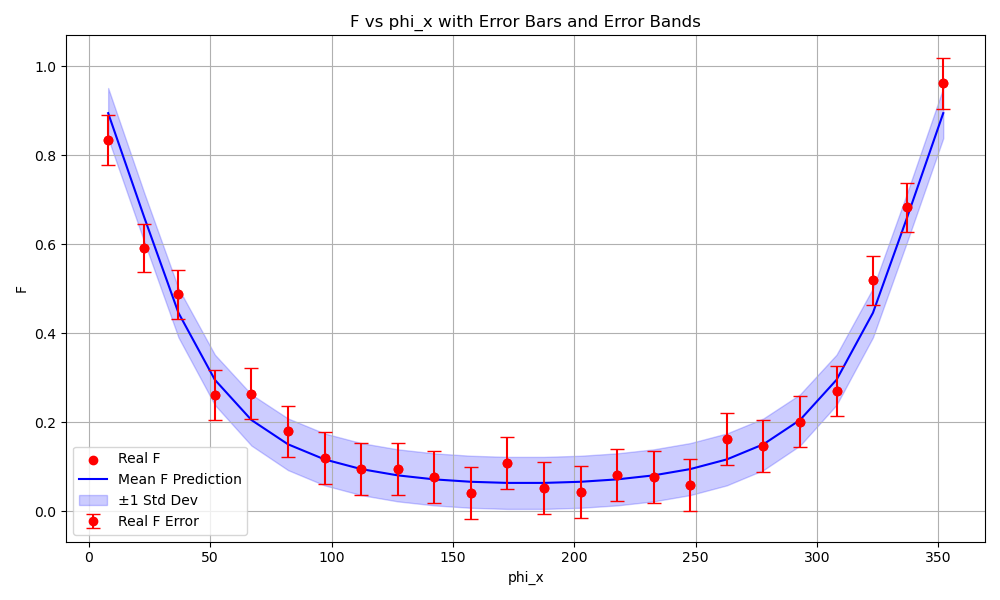 F vs phi_x with Error Bars and Error Bands
1.0
0.8
0.6
0.4
0.2
0.0
F
Real F
Mean F Prediction
±1 Std Dev
Real F Error
0 50 100 150 200 250 300 350
phi_x